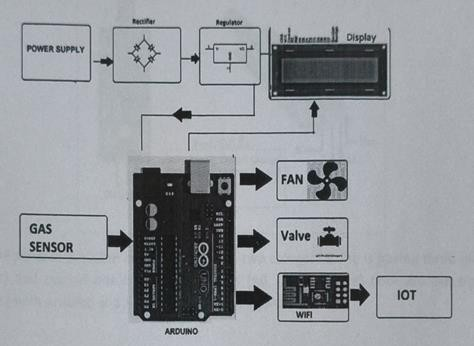 Rectifier
Regulator
POWER SUPPLY
Display
FAN
GAS
SENSOR
Valve
WIFI
IOT
ARDUINO